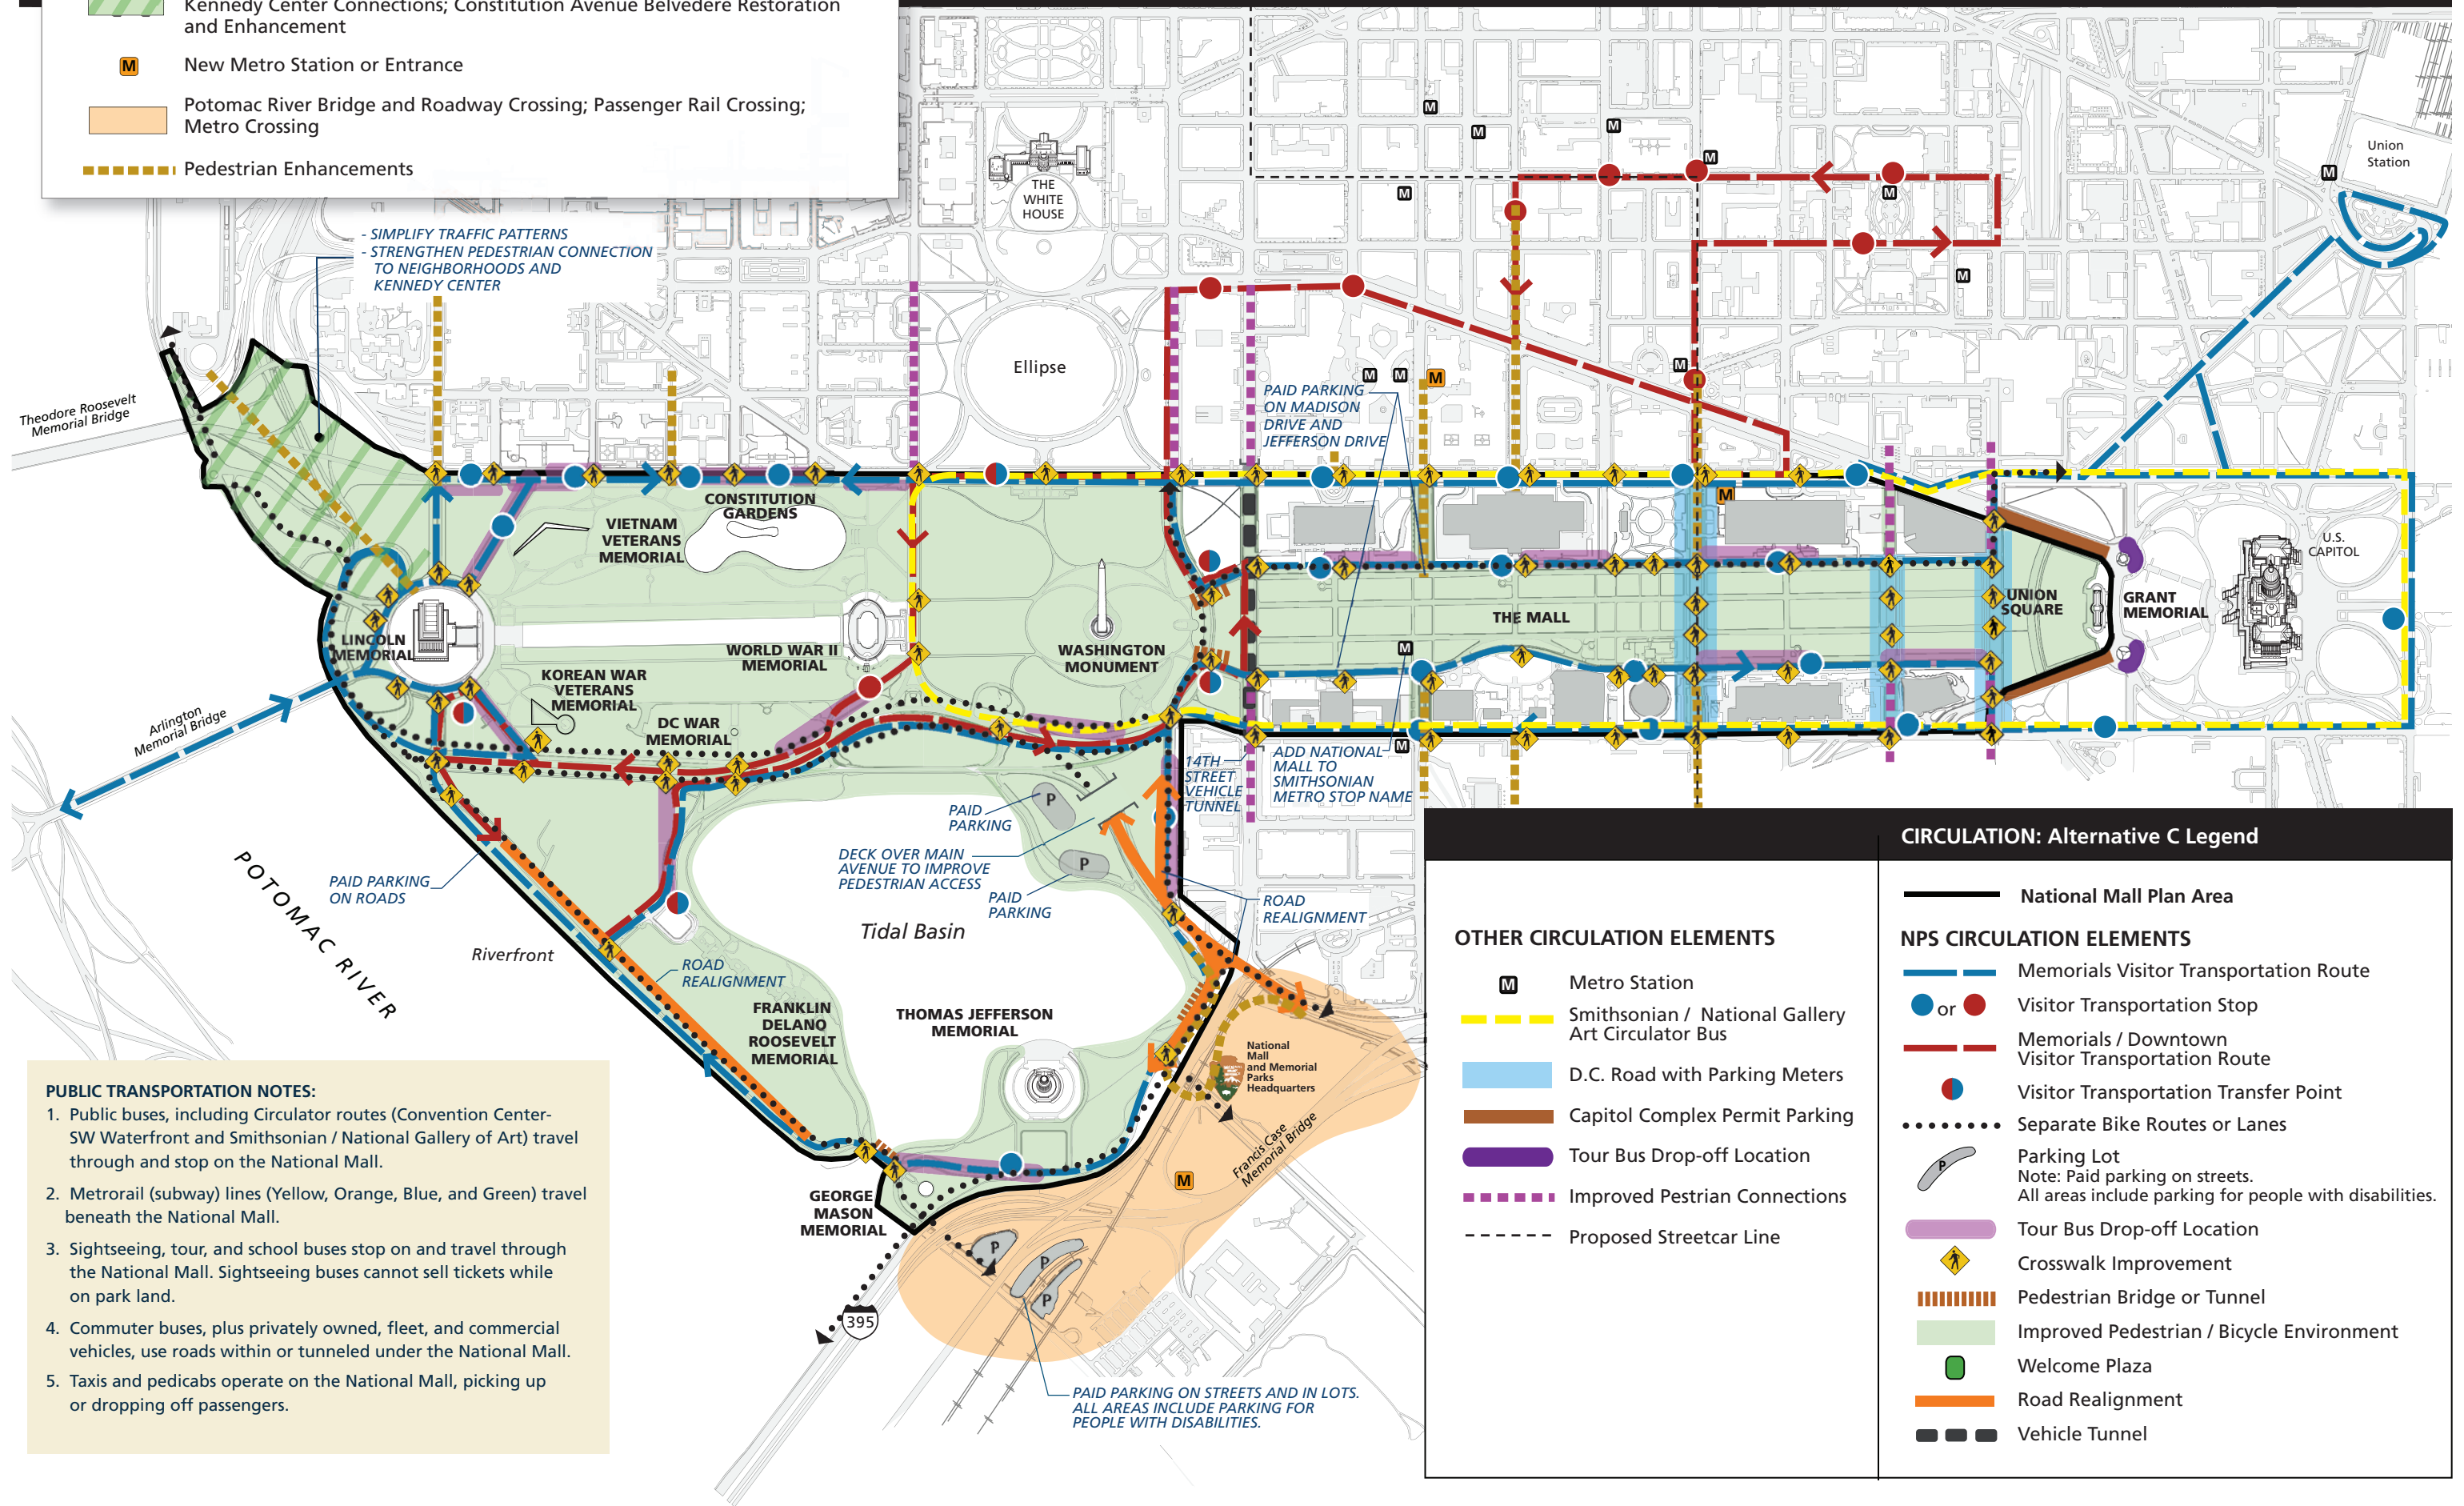 Kennedy Center Connections; Constitution Avenue Belvedere Restoration
and Enhancement
M
New Metro Station or Entrance
Potomac River Bridge and Roadway Crossing; Passenger Rail Crossing;
Metro Crossing
Pedestrian Enhancements
- SIMPLIFY TRAFFIC PATTERNS
- STRENGTHEN PEDESTRIAN CONNECTION
TO NEIGHBORHOODS AND
KENNEDY CENTER
THE
WHITE
HOUSE
Union
Station
M
M
M
M
M
M
M
M
M
M
M
M
Ellipse
Theodore Roosevelt
Memorial Bridge
PAID PARKING
ON MADISON
DRIVE AND
JEFFERSON DRIVE
CONSTITUTION
GARDENS
VIETNAM
VETERANS
MEMORIAL
M
U.S.
CAPITOL
LINCOLN
MEMORIAL
WORLD WAR II
MEMORIAL
WASHINGTON
MONUMENT
THE MALL
UNION
SQUARE
GRANT
MEMORIAL
M
KOREAN WAR
VETERANS
MEMORIAL
DC WAR
MEMORIAL
Arlington
Memorial Bridge
M
14TH
STREET
VEHICLE
TUNNEL
ADD NATIONAL
MALL TO
SMITHSONIAN
METRO STOP NAME
PAID
PARKING
P
DECK OVER MAIN
AVENUE TO IMPROVE
PEDESTRIAN ACCESS
P
PAID
PARKING
PAID PARKING
ON ROADS
POTOMAC RIVER
Riverfront
Tidal Basin
ROAD
REALIGNMENT
ROAD
REALIGNMENT
FRANKLIN
DELANO
ROOSEVELT
MEMORIAL
THOMAS JEFFERSON
MEMORIAL
National
Mall
and Memorial
Parks
Headquarters
Francis Case
Memorial Bridge
M
GEORGE
MASON
MEMORIAL
P
P
P
395
PAID PARKING ON STREETS AND IN LOTS.
ALL AREAS INCLUDE PARKING FOR
PEOPLE WITH DISABILITIES.
PUBLIC TRANSPORTATION NOTES:
1. Public buses, including Circulator routes (Convention Center-
SW Waterfront and Smithsonian / National Gallery of Art) travel
through and stop on the National Mall.
2. Metrorail (subway) lines (Yellow, Orange, Blue, and Green) travel
beneath the National Mall.
3. Sightseeing, tour, and school buses stop on and travel through
the National Mall. Sightseeing buses cannot sell tickets while
on park land.
4. Commuter buses, plus privately owned, fleet, and commercial
vehicles, use roads within or tunneled under the National Mall.
5. Taxis and pedicabs operate on the National Mall, picking up
or dropping off passengers.
CIRCULATION: Alternative C Legend
OTHER CIRCULATION ELEMENTS
M
Metro Station
Smithsonian / National Gallery
Art Circulator Bus
D.C. Road with Parking Meters
Capitol Complex Permit Parking
Tour Bus Drop-off Location
Improved Pestrian Connections
Proposed Streetcar Line
National Mall Plan Area
NPS CIRCULATION ELEMENTS
Memorials Visitor Transportation Route
or
Visitor Transportation Stop
Memorials / Downtown
Visitor Transportation Route
Visitor Transportation Transfer Point
Separate Bike Routes or Lanes
P
Parking Lot
Note: Paid parking on streets.
All areas include parking for people with disabilities.
Tour Bus Drop-off Location
Crosswalk Improvement
Pedestrian Bridge or Tunnel
Improved Pedestrian / Bicycle Environment
Welcome Plaza
Road Realignment
Vehicle Tunnel